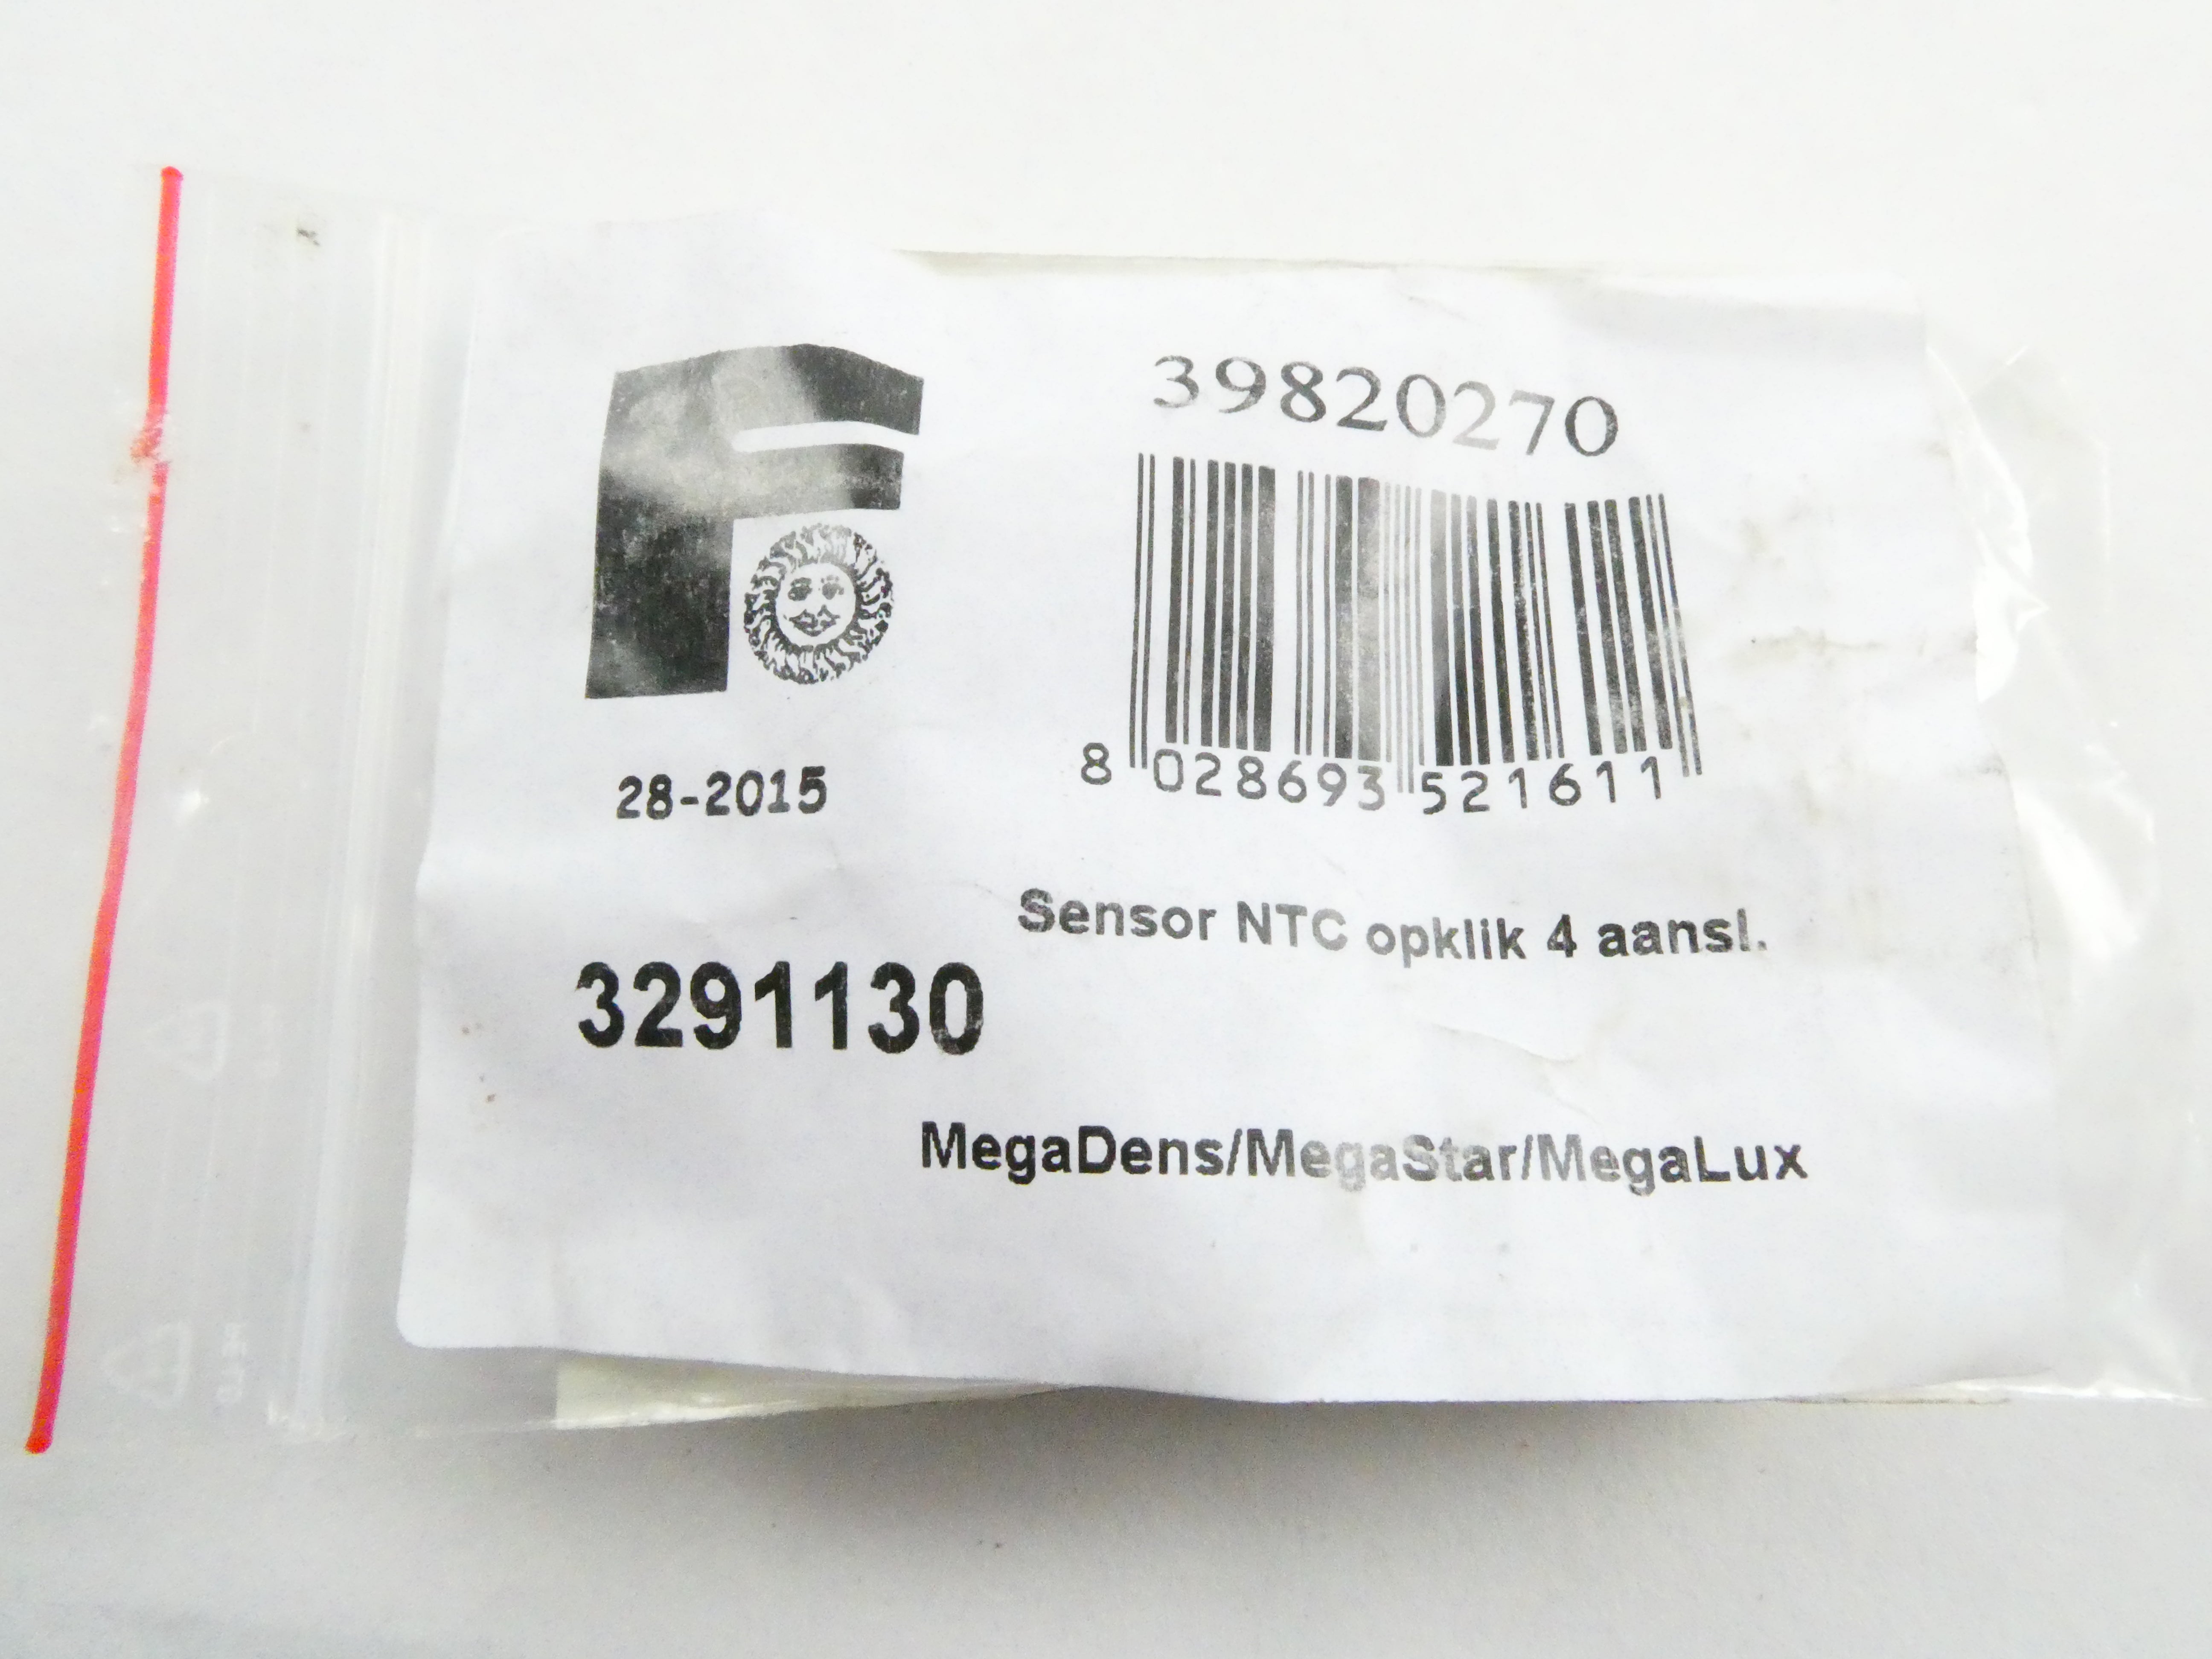 F
39820270
8 028693 521611
28-2015
Sensor NTC opklik 4 aansl.
3291130
MegaDens/MegaStar/MegaLux